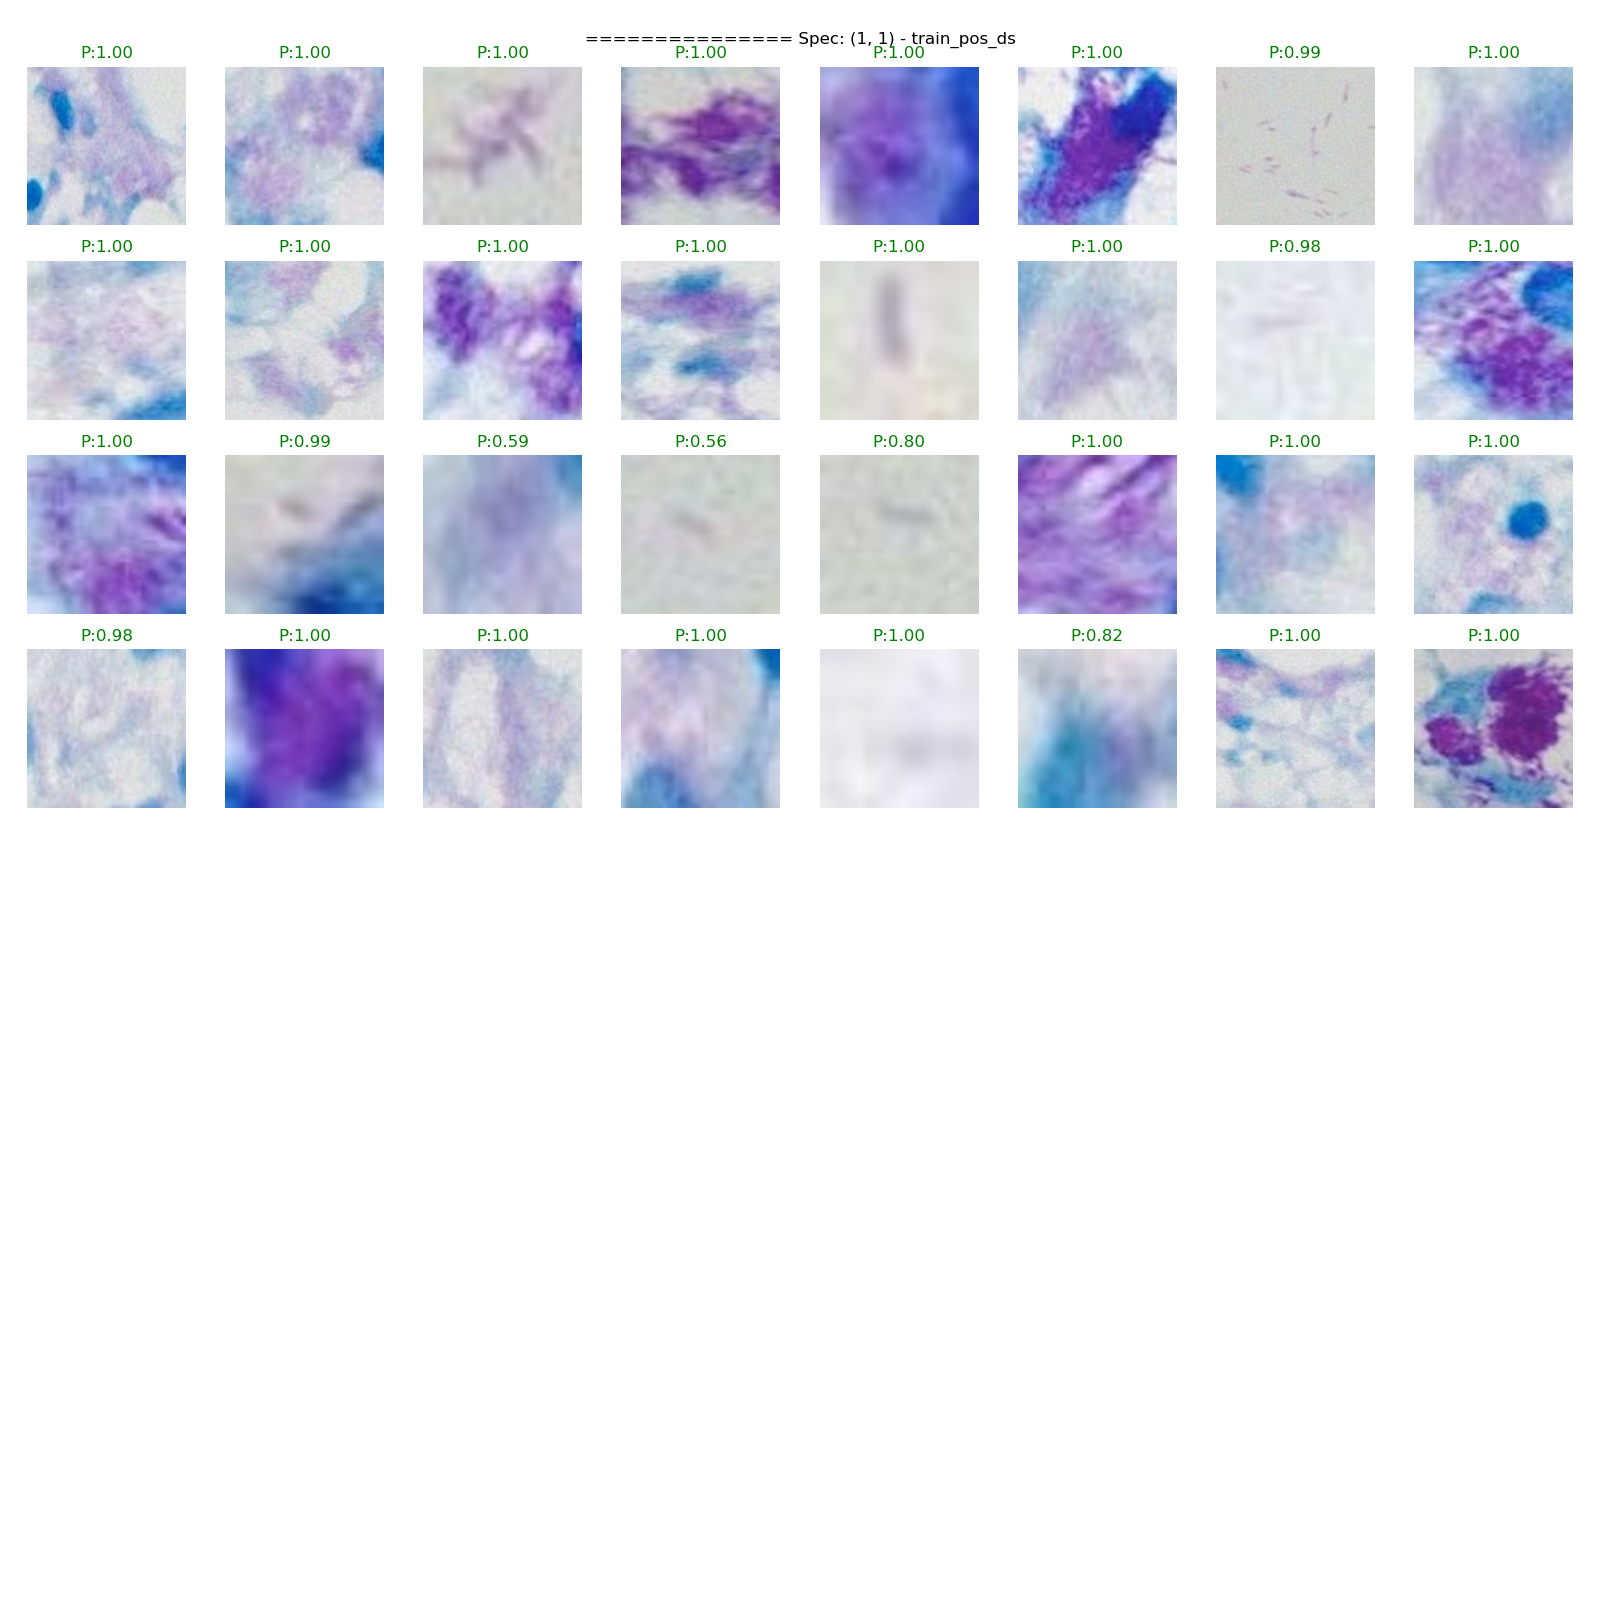 =============== Spec: (1, 1) - train_pos_ds
P:1.00 P:1.00 P:1.00 P:1.00 P:1.00 P:1.00 P:0.99 P:1.00
P:1.00 P:1.00 P:1.00 P:1.00 P:1.00 P:1.00 P:0.98 P:1.00
P:1.00 P:0.99 P:0.59 P:0.56 P:0.80 P:1.00 P:1.00 P:1.00
P:0.98 P:1.00 P:1.00 P:1.00 P:1.00 P:0.82 P:1.00 P:1.00